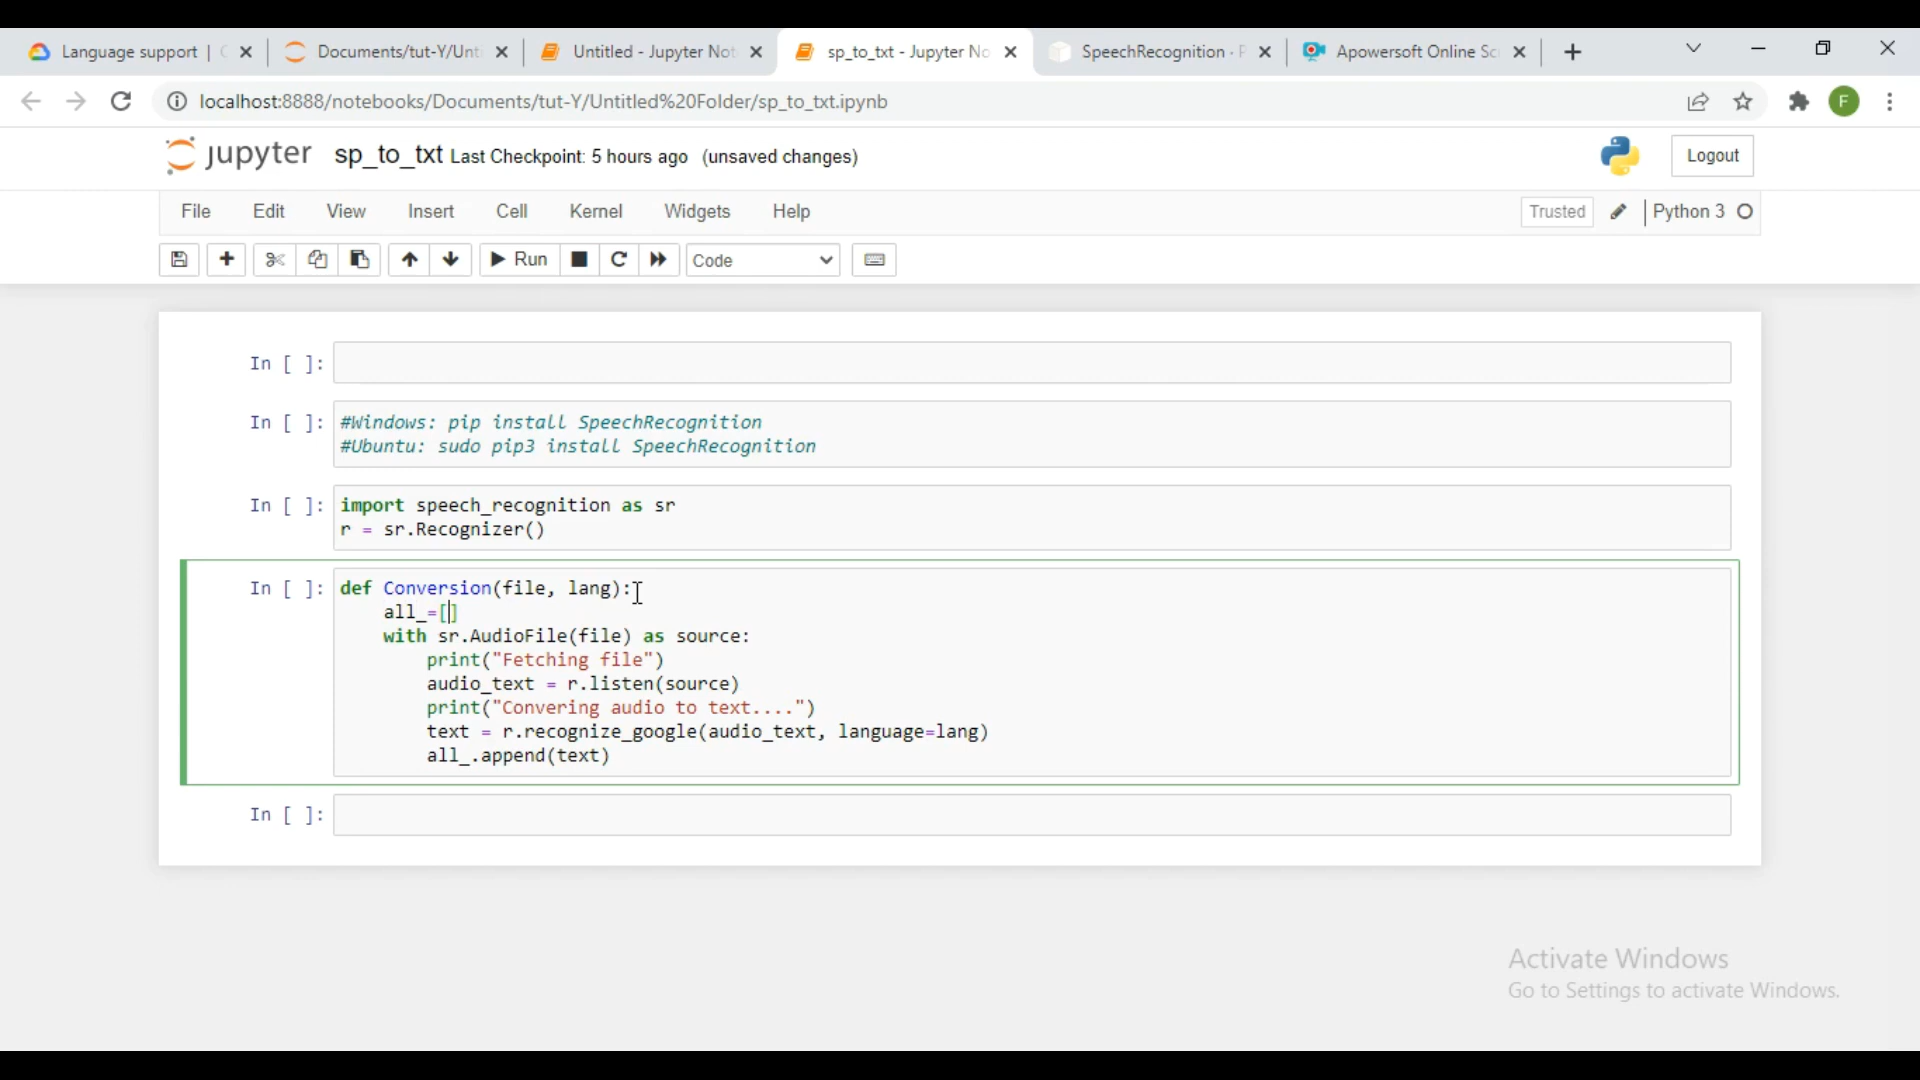 Language support | C
Documents/tut-Y/Unti
Untitled - Jupyter Not
sp_to_txt - Jupyter No
SpeechRecognition · P
Apowersoft Online Sc
localhost:8888/notebooks/Documents/tut-Y/Untitled%20Folder/sp_to_txt.ipynb
F
jupyter sp_to_txt Last Checkpoint: 5 hours ago (unsaved changes)
Logout
File Edit View Insert Cell Kernel Widgets Help
Trusted
Python 3
Run
Code
In [ ]:
In [ ]: #Windows: pip install SpeechRecognition
#Ubuntu: sudo pip3 install SpeechRecognition
In [ ]: import speech_recognition as sr
r = sr.Recognizer()
In [ ]: def Conversion(file, lang):
all_=[]
with sr.AudioFile(file) as source:
print("Fetching file")
audio_text = r.listen(source)
print("Convering audio to text....")
text = r.recognize_google(audio_text, language=lang)
all_.append(text)
In [ ]:
Activate Windows
Go to Settings to activate Windows.